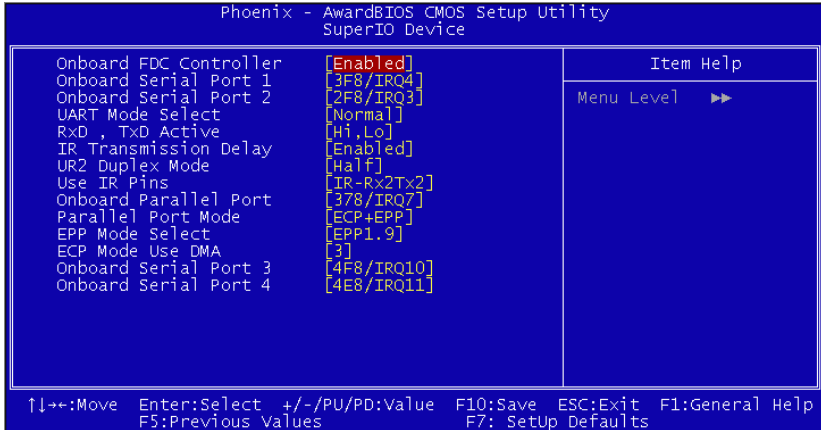 Phoenix - AwardBIOS CMOS Setup Utility
SuperIO Device
Onboard FDC Controller [Enabled]
Onboard Serial Port 1 [3F8/IRQ4]
Onboard Serial Port 2 [2F8/IRQ3]
UART Mode Select [Normal]
RxD , TxD Active [Hi,Lo]
IR Transmission Delay [Enabled]
UR2 Duplex Mode [Half]
Use IR Pins [IR-Rx2Tx2]
Onboard Parallel Port [378/IRQ7]
Parallel Port Mode [ECP+EPP]
EPP Mode Select [EPP1.9]
ECP Mode Use DMA [3]
Onboard Serial Port 3 [4F8/IRQ10]
Onboard Serial Port 4 [4E8/IRQ11]
Item Help
Menu Level ►►
↑↓→←:Move Enter:Select +/-/PU/PD:Value F10:Save ESC:Exit F1:General Help
F5:Previous Values F7: SetUp Defaults